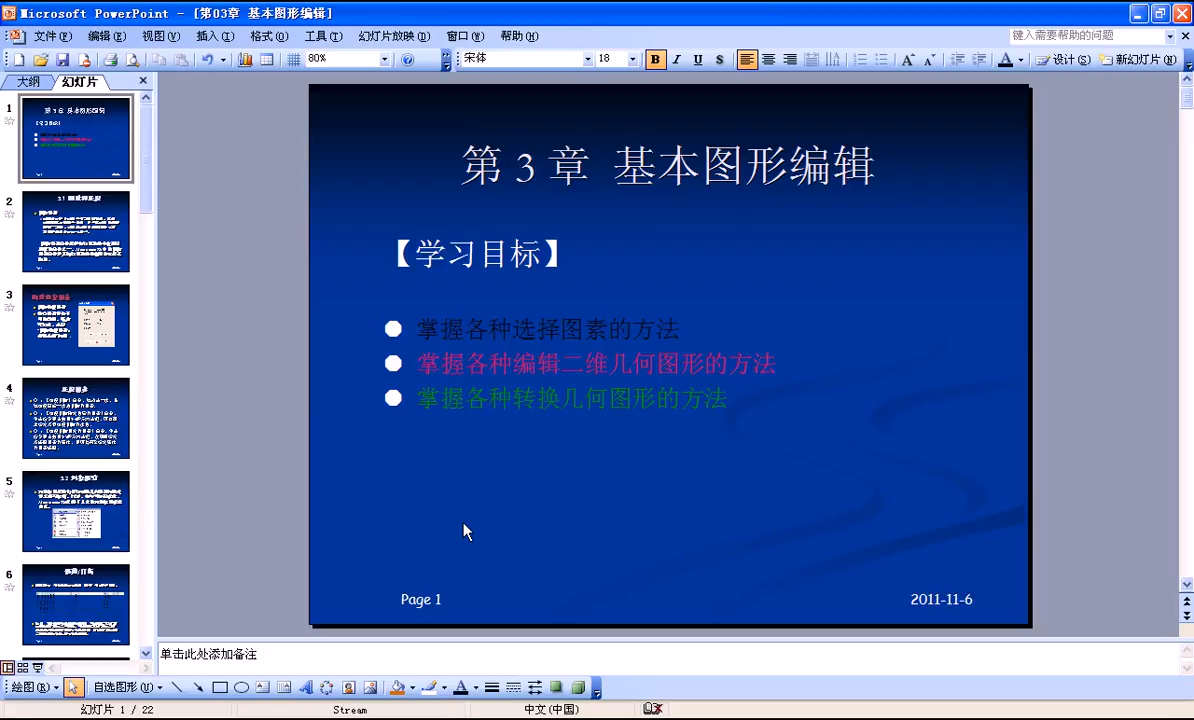 Microsoft PowerPoint - [第03章 基本图形编辑]
文件(F) 编辑(E) 视图(V) 插入(I) 格式(O) 工具(T) 幻灯片放映(D) 窗口(W) 帮助(H) 键入需要帮助的问题
80% 宋体 18 B I U S A A A 设计(S) 新幻灯片(N)
大纲 幻灯片
1
2
3
4
5
6
第 3 章 基本图形编辑
【学习目标】
掌握各种选择图素的方法
掌握各种编辑二维几何图形的方法
掌握各种转换几何图形的方法
Page 1 2011-11-6
单击此处添加备注
绘图(R) 自选图形(U) A
幻灯片 1 / 22 Stream 中文(中国)